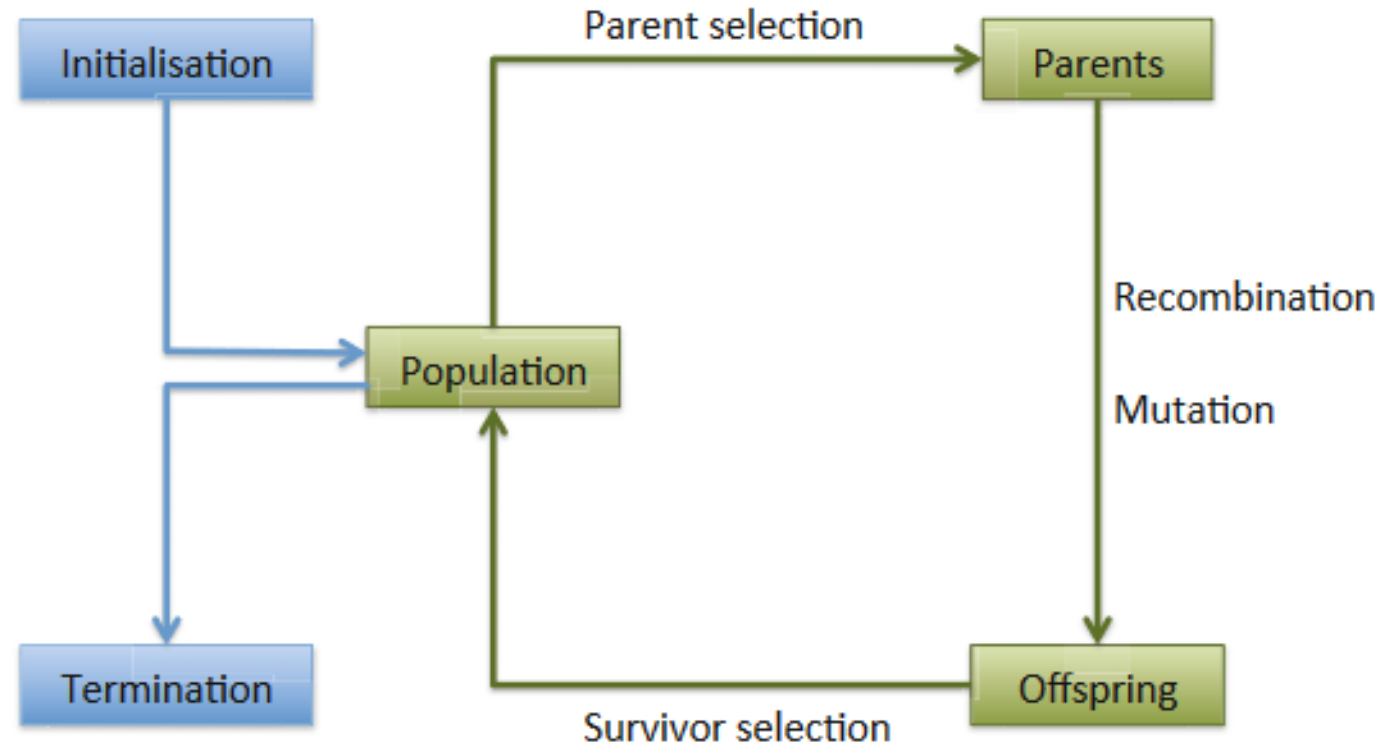 Initialisation
Parent selection
Parents
Recombination
Population
Mutation
Termination
Offspring
Survivor selection